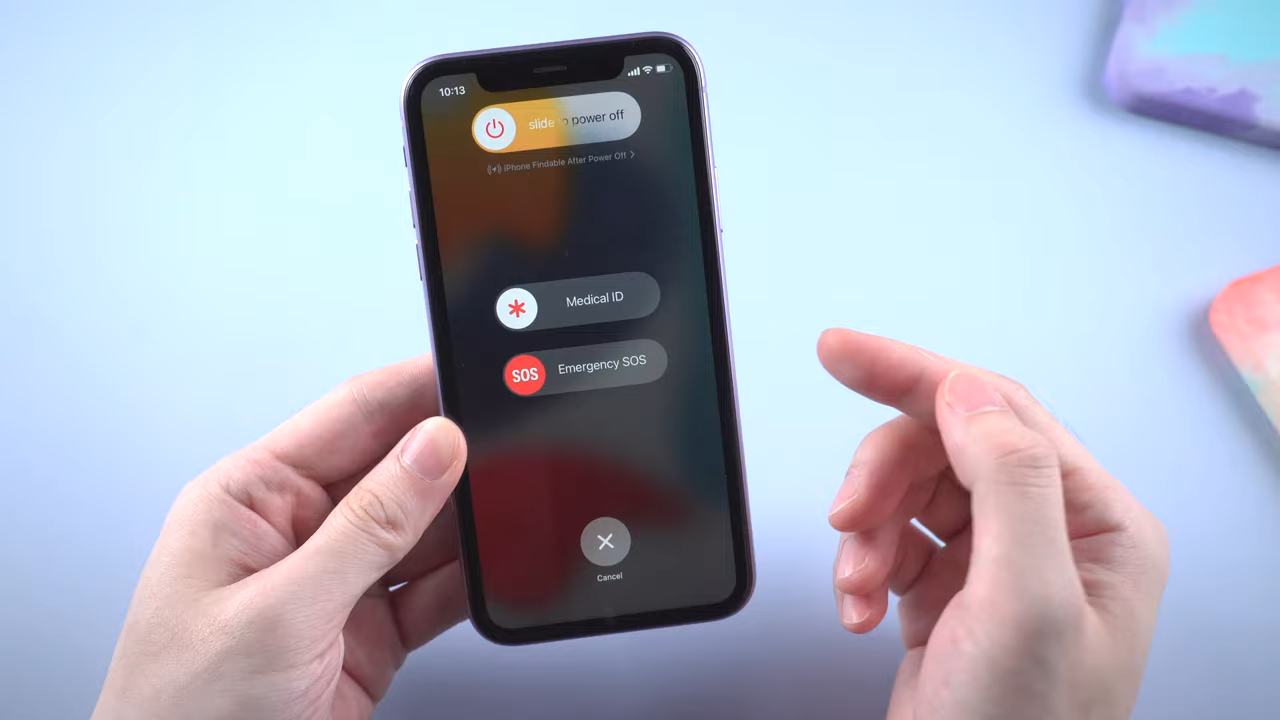 10:13
slide to power off
iPhone Findable After Power Off
Medical ID
SOS
Emergency SOS
Cancel